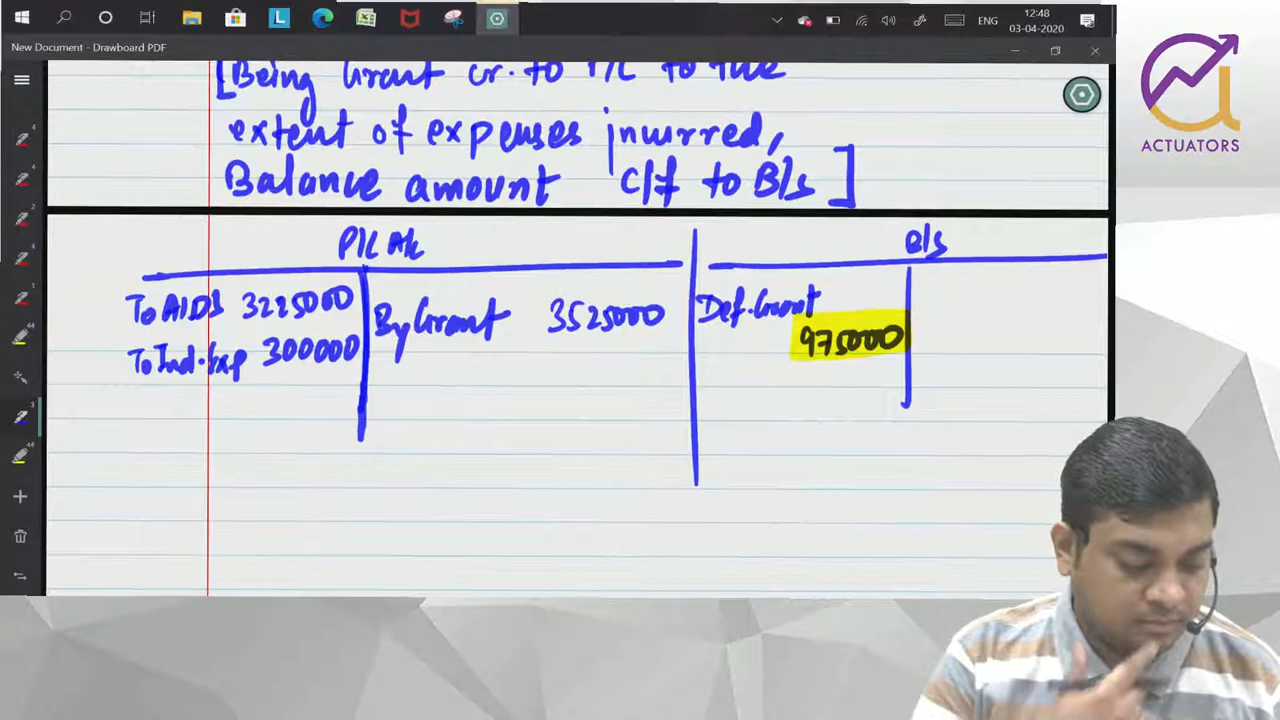 12:48
ENG
03-04-2020
New Document - Drawboard PDF
[Being Grant cr. to P/L to the
extent of expenses incurred,
Balance amount c/f to B/s]
P/L A/c
B/s
To AIDS 3225000
By Grant 3525000
Def. Grant
To Ind. Exp 300000
975000
ACTUATORS